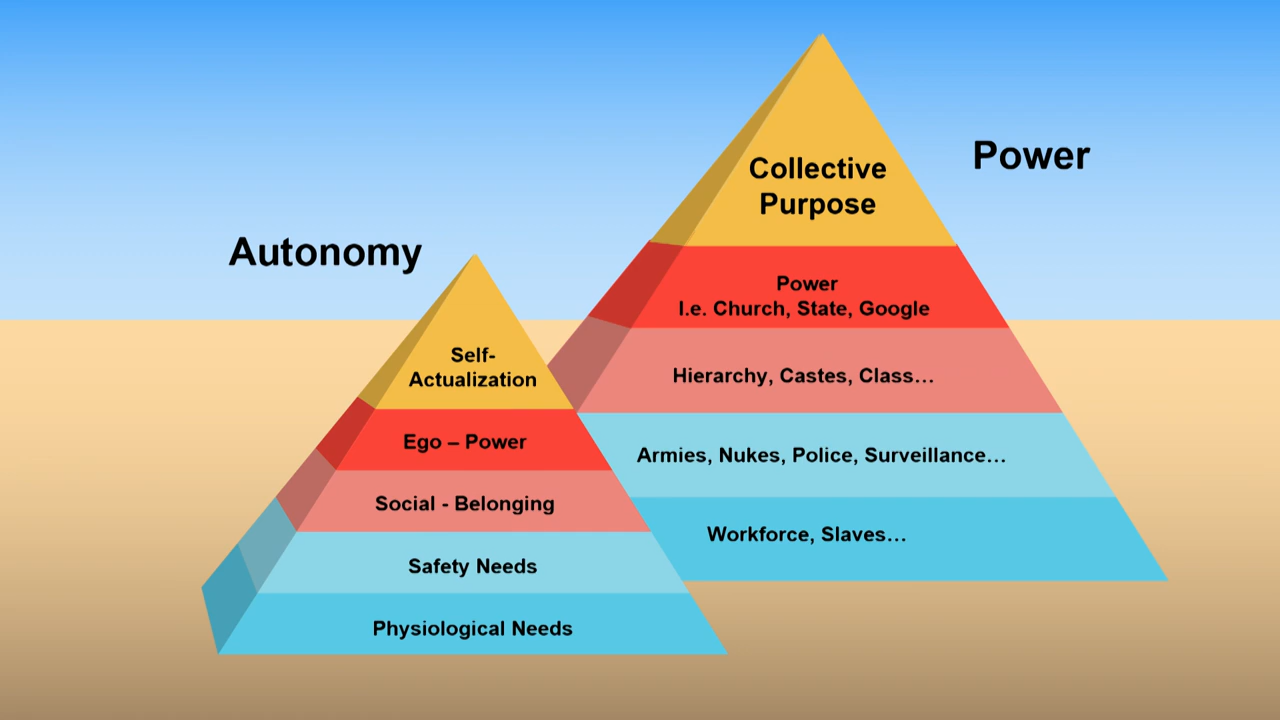 Autonomy
Self-
Actualization
Ego – Power
Social - Belonging
Safety Needs
Physiological Needs
Power
Collective
Purpose
Power
I.e. Church, State, Google
Hierarchy, Castes, Class…
Armies, Nukes, Police, Surveillance…
Workforce, Slaves…